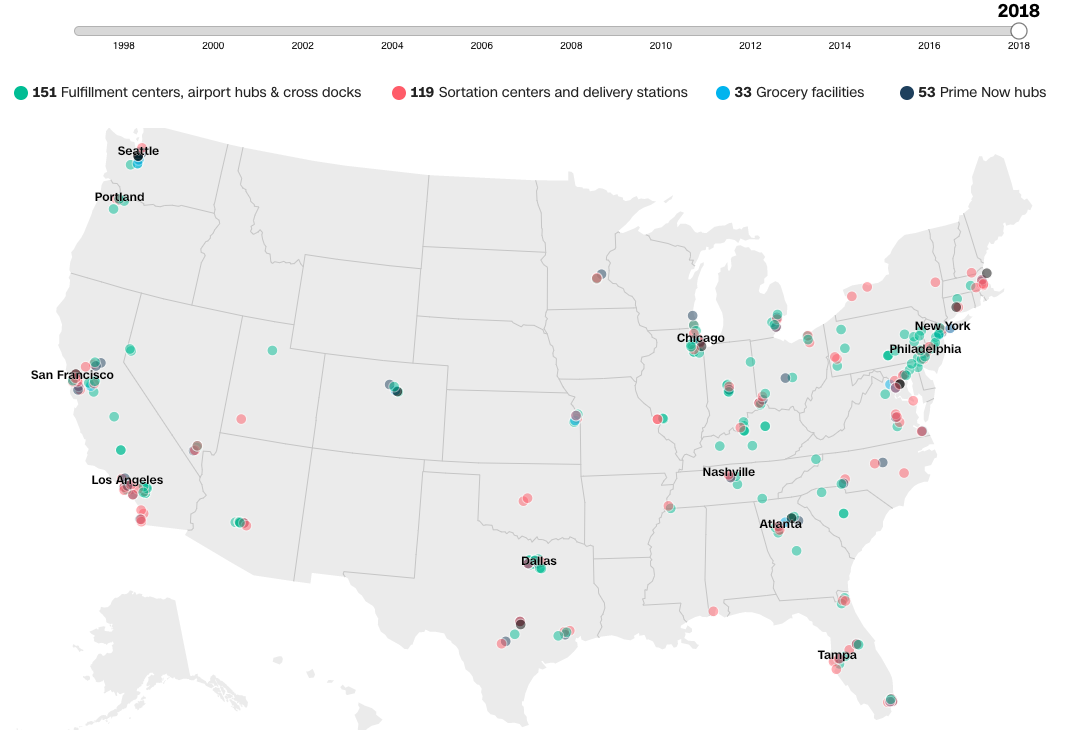 2018
1998 2000 2002 2004 2006 2008 2010 2012 2014 2016 2018
151 Fulfillment centers, airport hubs & cross docks 119 Sortation centers and delivery stations 33 Grocery facilities 53 Prime Now hubs
Seattle
Portland
New York
Chicago
Philadelphia
San Francisco
Nashville
Los Angeles
Atlanta
Dallas
Tampa